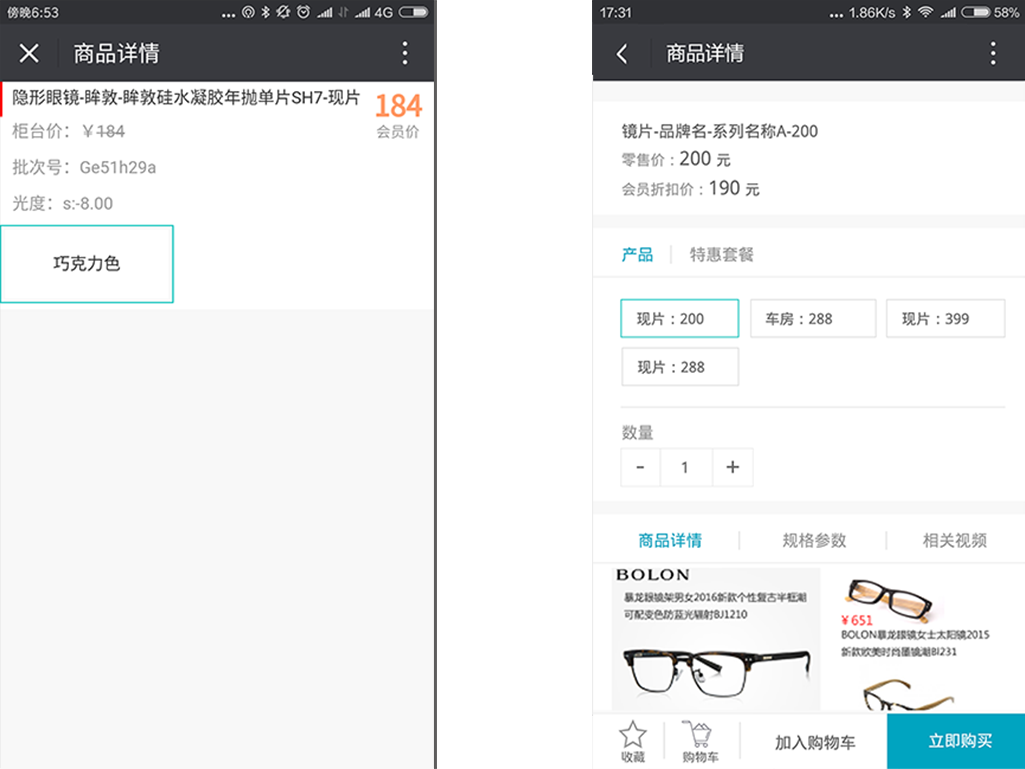 傍晚6:53
4G
商品详情
隐形眼镜-眸敦-眸敦硅水凝胶年抛单片SH7-现片
184
柜台价：￥184
会员价
批次号：Ge51h29a
光度：s:-8.00
巧克力色
17:31
... 1.86K/s
58%
商品详情
镜片-品牌名-系列名称A-200
零售价：200 元
会员折扣价：190 元
产品
特惠套餐
现片：200
车房：288
现片：399
现片：288
数量
- 1 +
商品详情
规格参数
相关视频
BOLON
暴龙眼镜架男女2016新款个性复古半框潮
可配变色防蓝光辐射BJ1210
¥651
BOLON暴龙眼镜女士太阳镜2015
新款欧美时尚墨镜潮BI231
收藏
购物车
加入购物车
立即购买